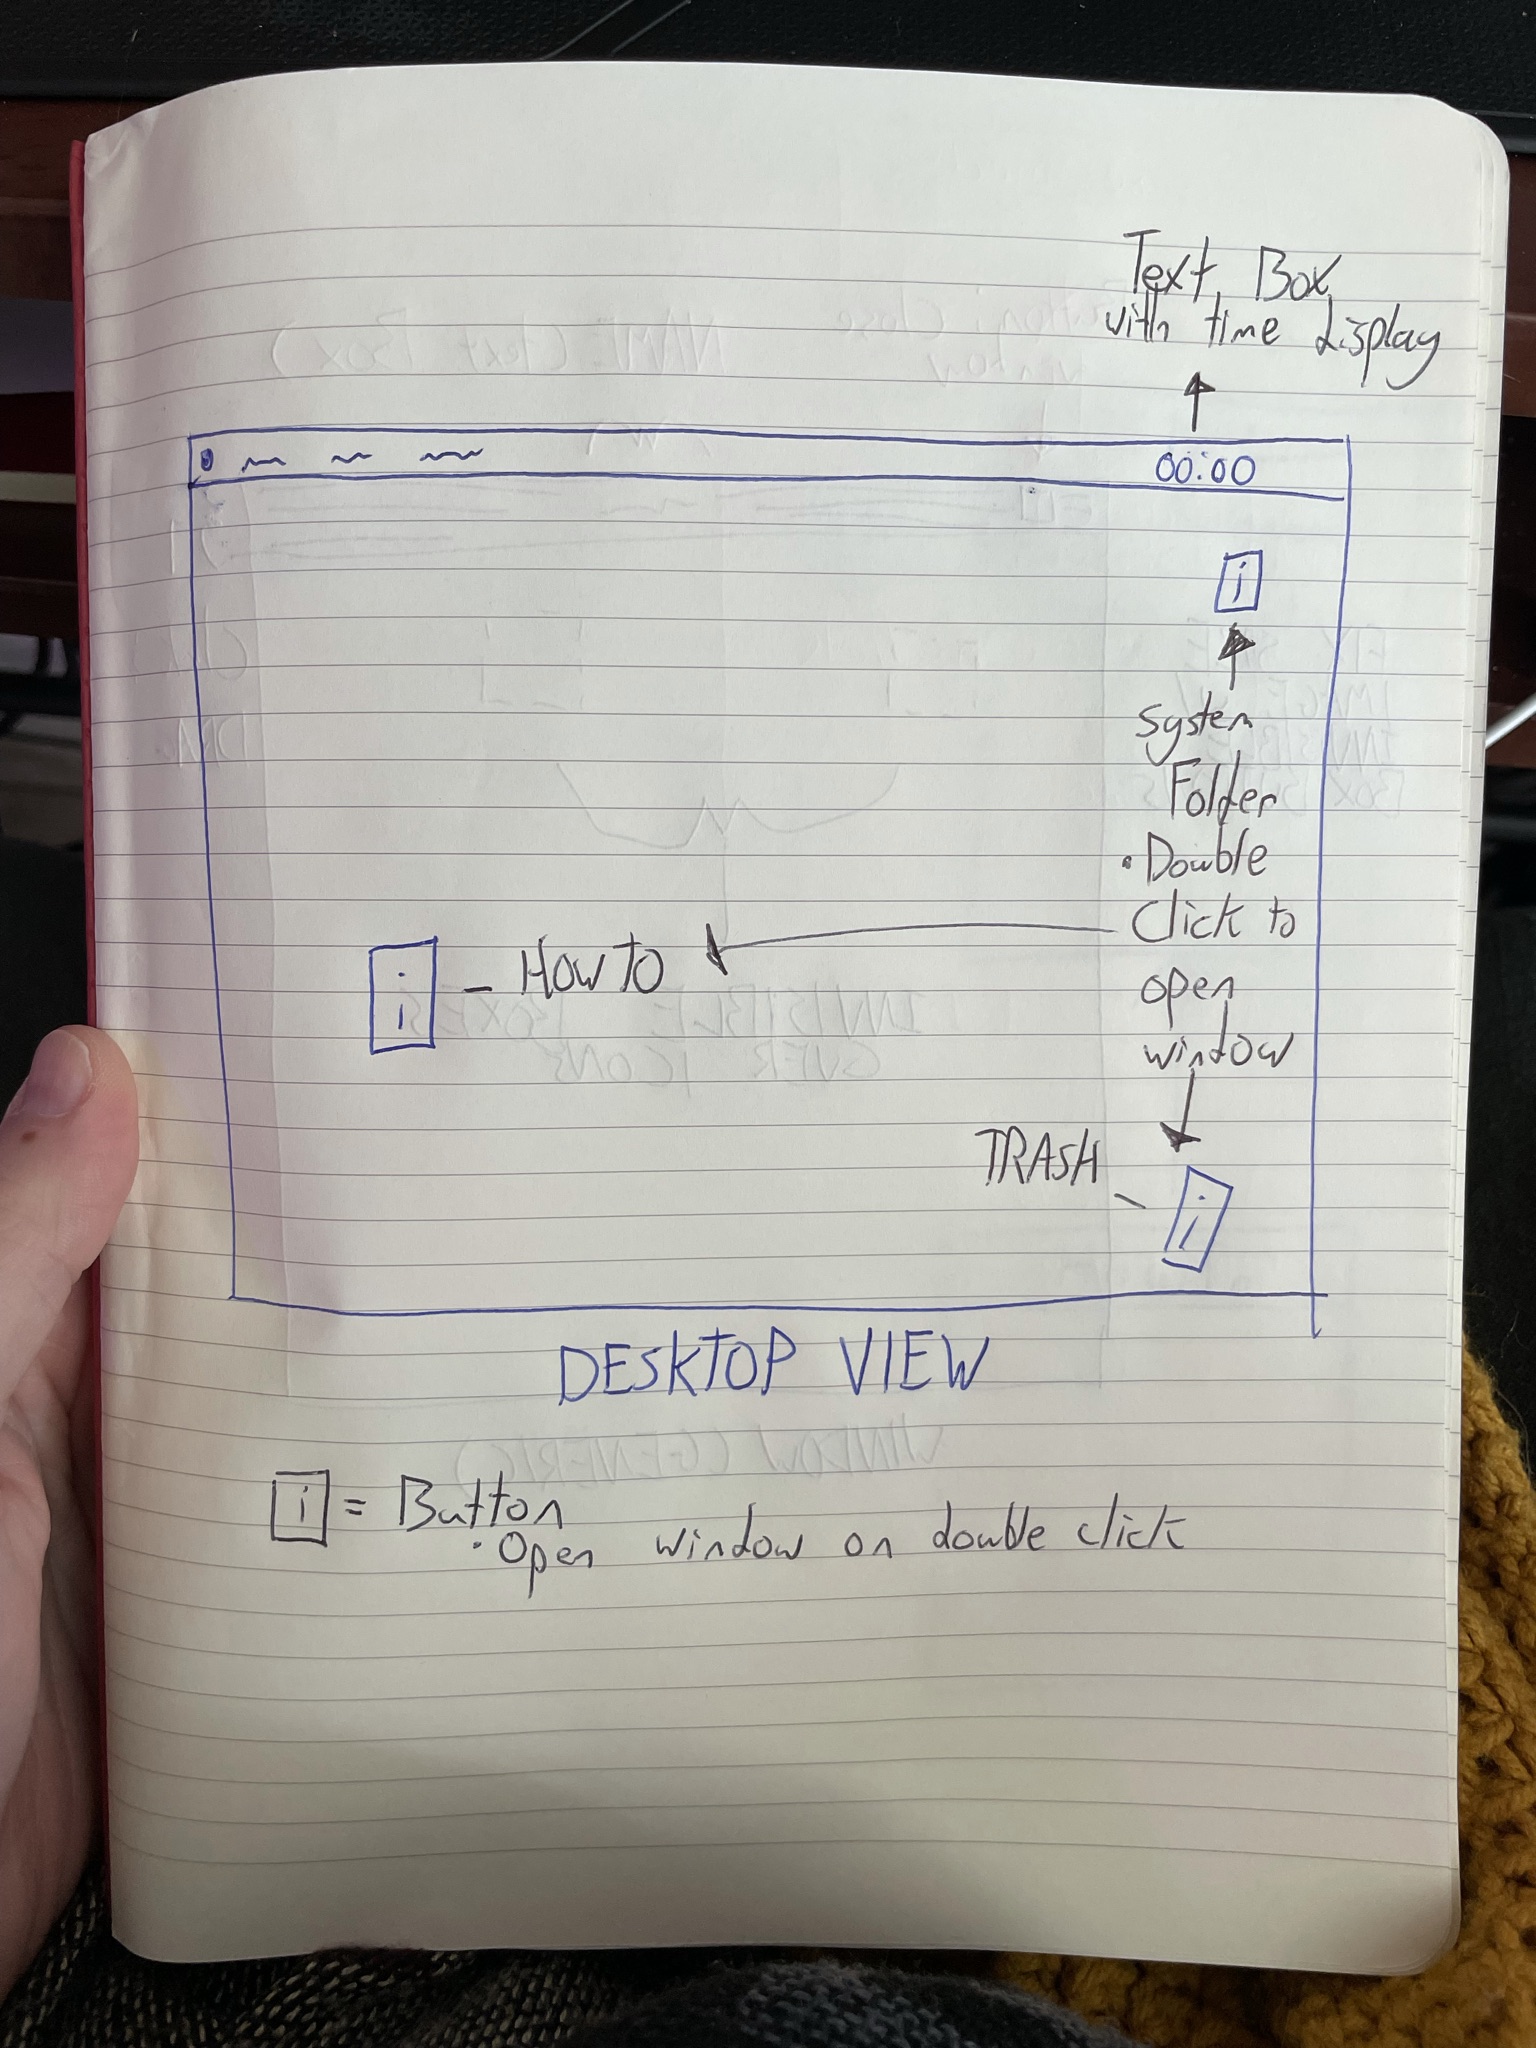 Text Box
with time display
00:00
i
System
Folder
• Double
Click to
open
window
i - HOW TO
TRASH -
i
DESKTOP VIEW
i = Button
• Open window on double click